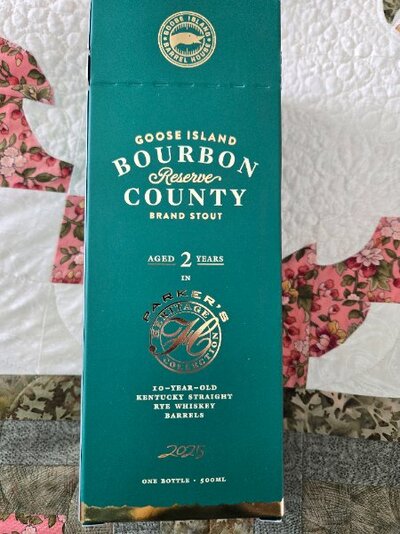 GOOSE ISLAND
BARREL HOUSE
GOOSE ISLAND
BOURBON
Reserve
COUNTY
BRAND STOUT
AGED 2 YEARS
IN
PARKER'S
HERITAGE
H
COLLECTION
10-YEAR-OLD
KENTUCKY STRAIGHT
RYE WHISKEY
BARRELS
2025
ONE BOTTLE • 500ML